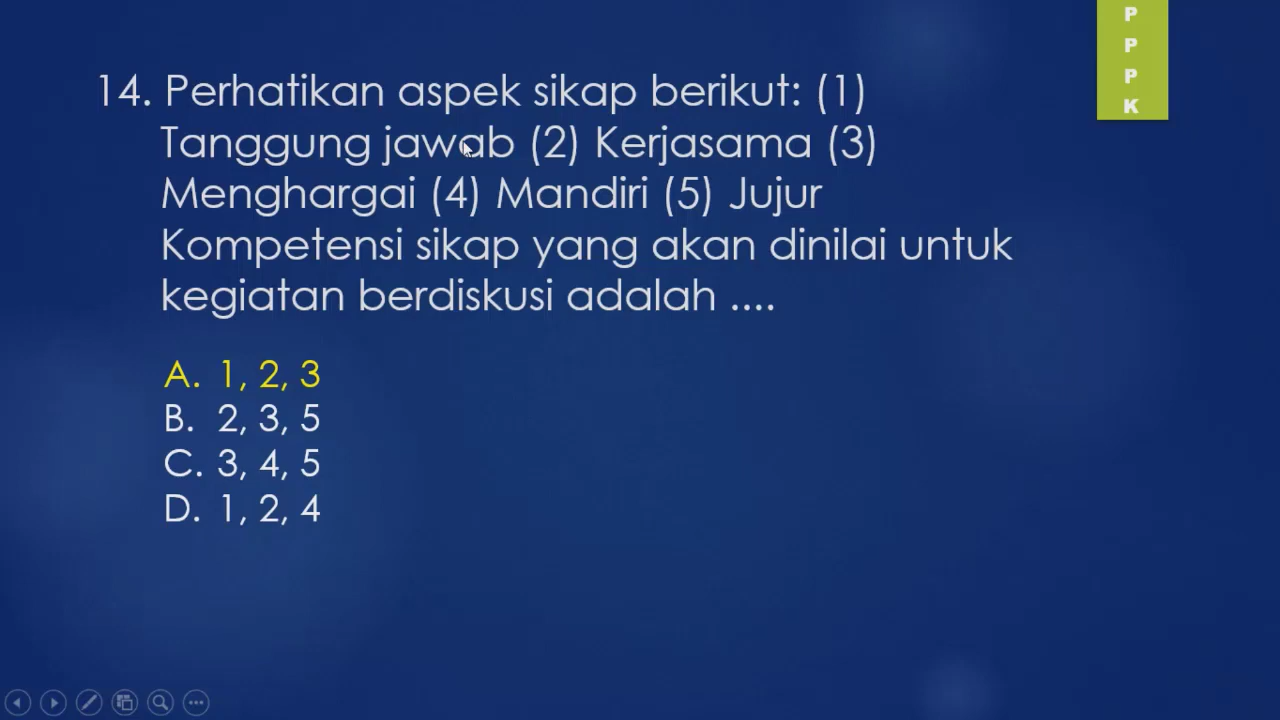 P
P
P
K
14. Perhatikan aspek sikap berikut: (1)
Tanggung jawab (2) Kerjasama (3)
Menghargai (4) Mandiri (5) Jujur
Kompetensi sikap yang akan dinilai untuk
kegiatan berdiskusi adalah ....
A. 1, 2, 3
B. 2, 3, 5
C. 3, 4, 5
D. 1, 2, 4